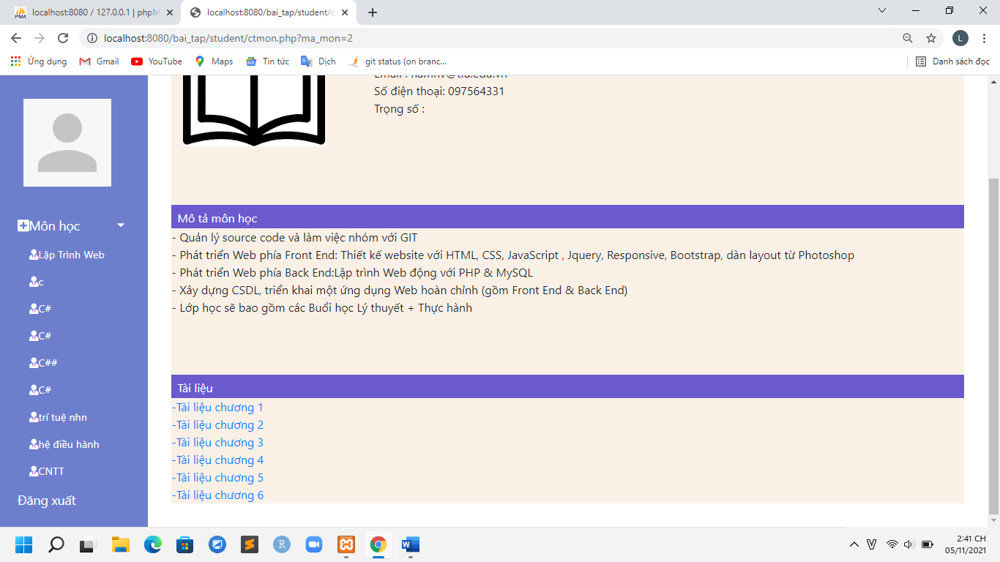 PMA
localhost:8080 / 127.0.0.1 | phpM
localhost:8080/bai_tap/student/c
localhost:8080/bai_tap/student/ctmon.php?ma_mon=2
L
Ứng dụng
Gmail
YouTube
Maps
Tin tức
Dịch
git status (on branc...
Danh sách đọc
Số điện thoại: 097564331
Trọng số :
Môn học
Lập Trình Web
c
C#
C#
C##
C#
trí tuệ nhn
hệ điều hành
CNTT
Đăng xuất
Mô tả môn học
- Quản lý source code và làm việc nhóm với GIT
- Phát triển Web phía Front End: Thiết kế website với HTML, CSS, JavaScript , Jquery, Responsive, Bootstrap, dàn layout từ Photoshop
- Phát triển Web phía Back End:Lập trình Web động với PHP & MySQL
- Xây dựng CSDL, triển khai một ứng dụng Web hoàn chỉnh (gồm Front End & Back End)
- Lớp học sẽ bao gồm các Buổi học Lý thuyết + Thực hành
Tài liệu
-Tài liệu chương 1
-Tài liệu chương 2
-Tài liệu chương 3
-Tài liệu chương 4
-Tài liệu chương 5
-Tài liệu chương 6
2:41 CH
05/11/2021